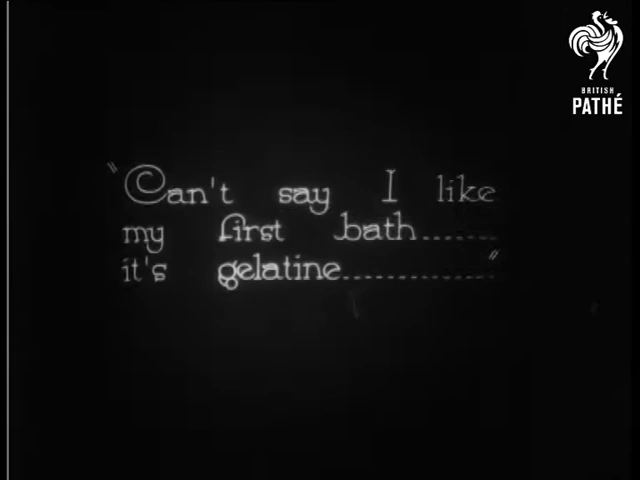 BRITISH
PATHÉ
"Can't say I like
my first bath.......
it's gelatine..............."